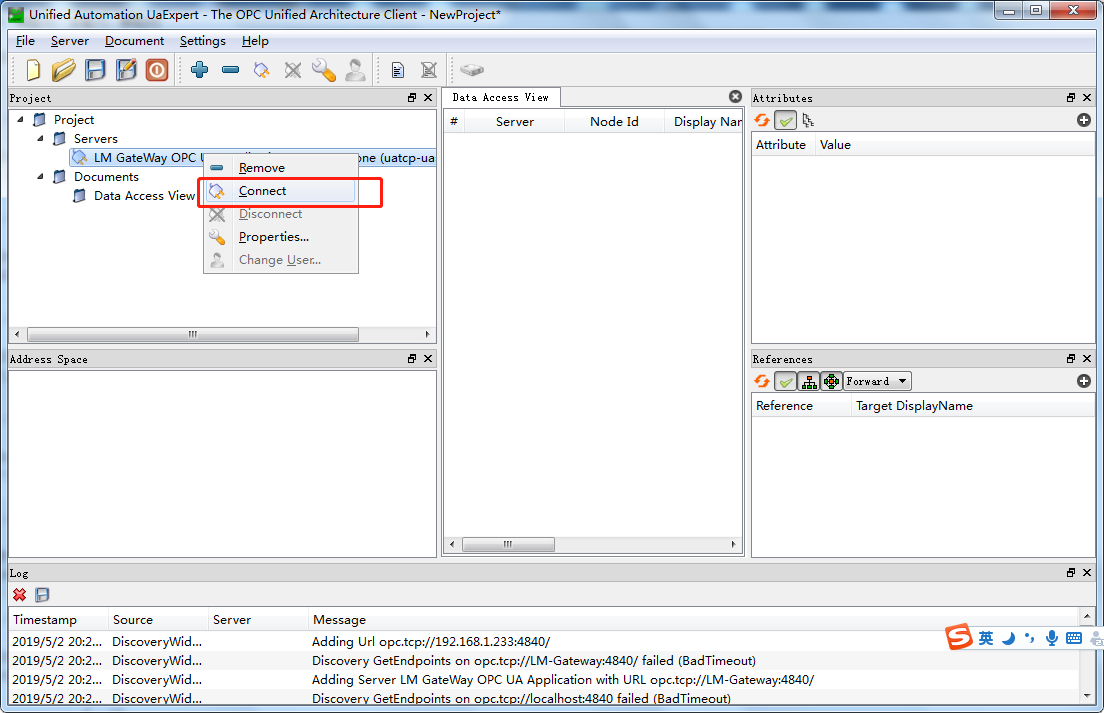 Unified Automation UaExpert - The OPC Unified Architecture Client - NewProject*
File Server Document Settings Help
Project
Project
Servers
LM GateWay OPC one (uatcp-ua
Documents
Data Access View
Remove
Connect
Disconnect
Properties...
Change User...
Address Space
Data Access View
# Server Node Id Display Nar
Attributes
Attribute Value
References
Forward
Reference Target DisplayName
Log
Timestamp Source Server Message
2019/5/2 20:2... DiscoveryWid... Adding Url opc.tcp://192.168.1.233:4840/
2019/5/2 20:2... DiscoveryWid... Discovery GetEndpoints on opc.tcp://LM-Gateway:4840/ failed (BadTimeout)
2019/5/2 20:2... DiscoveryWid... Adding Server LM GateWay OPC UA Application with URL opc.tcp://LM-Gateway:4840/
2019/5/2 20:2... DiscoveryWid... Discovery GetEndpoints on opc.tcp://localhost:4840 failed (BadTimeout)
英